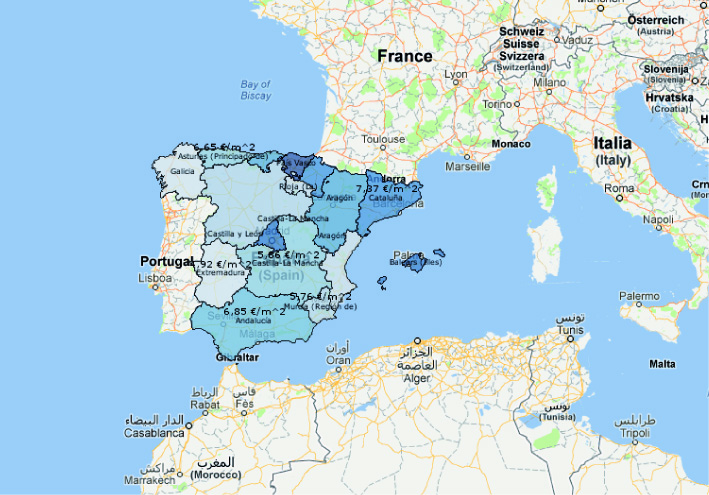 Österreich
(Austria)
Schweiz
Suisse
Svizzera
(Switzerland)
Vaduz
France
Lyon
Milano
Torino
Slovenija
(Slovenia)
Hrvatska
(Croatia)
Bay of
Biscay
Toulouse
Marseille
Monaco
Italia
(Italy)
Roma
Napoli
6,65 €/m^2
Asturias (Principado de)
Galicia
País Vasco
Rioja (La)
Andorra
7,37 €/m^2
Aragón
Cataluña
Castilla-La Mancha
Castilla y León
Aragón
5,66 €/m^2
Castilla-La Mancha
(Spain)
,92 €/m^2
Extremadura
Portugal
Lisboa
Palma
Balears (Illes)
5,76 €/m^2
Murcia (Región de)
6,85 €/m^2
Andalucía
Málaga
Gibraltar
Palermo
تونس
Tunis
Malta
وهران
Oran
الجزائر
العاصمة
Alger
الرباط
Rabat
فاس
Fès
الدار البيضاء
Casablanca
تونس
(Tunisia)
طرابلس
Tripoli
المغرب
(Morocco)
مراكش
Marrakech